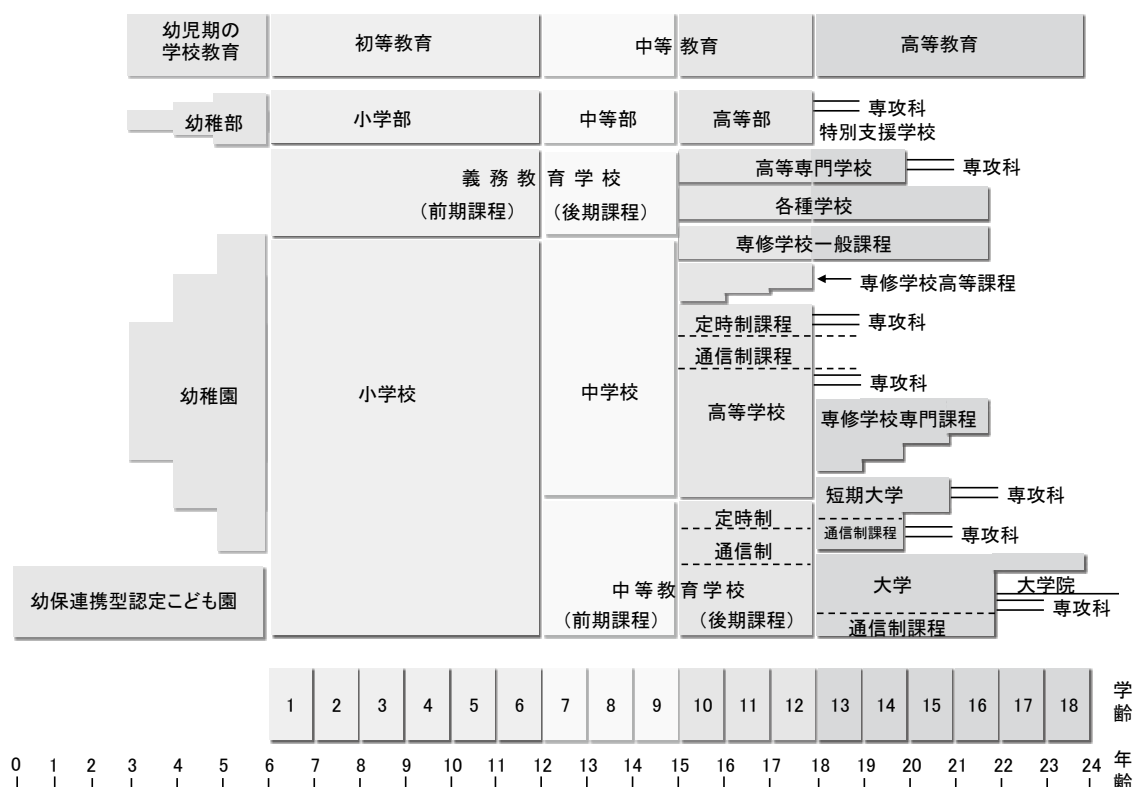 幼児期の
学校教育
初等教育
中等教育
高等教育
幼稚部
小学部
中等部
高等部
専攻科
特別支援学校
義務教育学校
(前期課程)
(後期課程)
高等専門学校
専攻科
各種学校
専修学校一般課程
専修学校高等課程
定時制課程
専攻科
通信制課程
専攻科
幼稚園
小学校
中学校
高等学校
専修学校専門課程
短期大学
専攻科
定時制
通信制課程
専攻科
通信制
幼保連携型認定こども園
中等教育学校
(前期課程)
(後期課程)
大学
大学院
専攻科
通信制課程
1 2 3 4 5 6 7 8 9 10 11 12 13 14 15 16 17 18
学齢
0 1 2 3 4 5 6 7 8 9 10 11 12 13 14 15 16 17 18 19 20 21 22 23 24
年齢